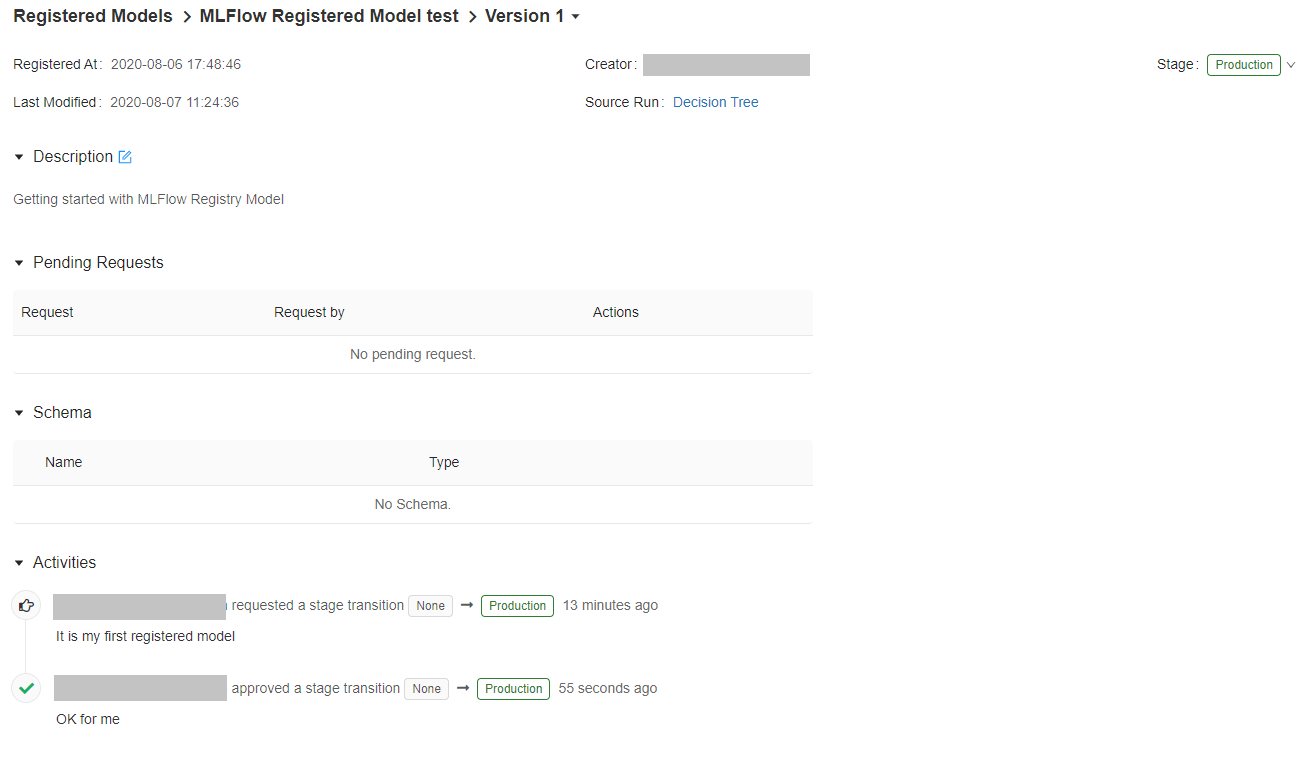 Registered Models > MLFlow Registered Model test > Version 1
Registered At: 2020-08-06 17:48:46 Creator: Stage: Production
Last Modified: 2020-08-07 11:24:36 Source Run: Decision Tree
Description
Getting started with MLFlow Registry Model
Pending Requests
Request Request by Actions
No pending request.
Schema
Name Type
No Schema.
Activities
requested a stage transition None → Production 13 minutes ago
It is my first registered model
approved a stage transition None → Production 55 seconds ago
OK for me